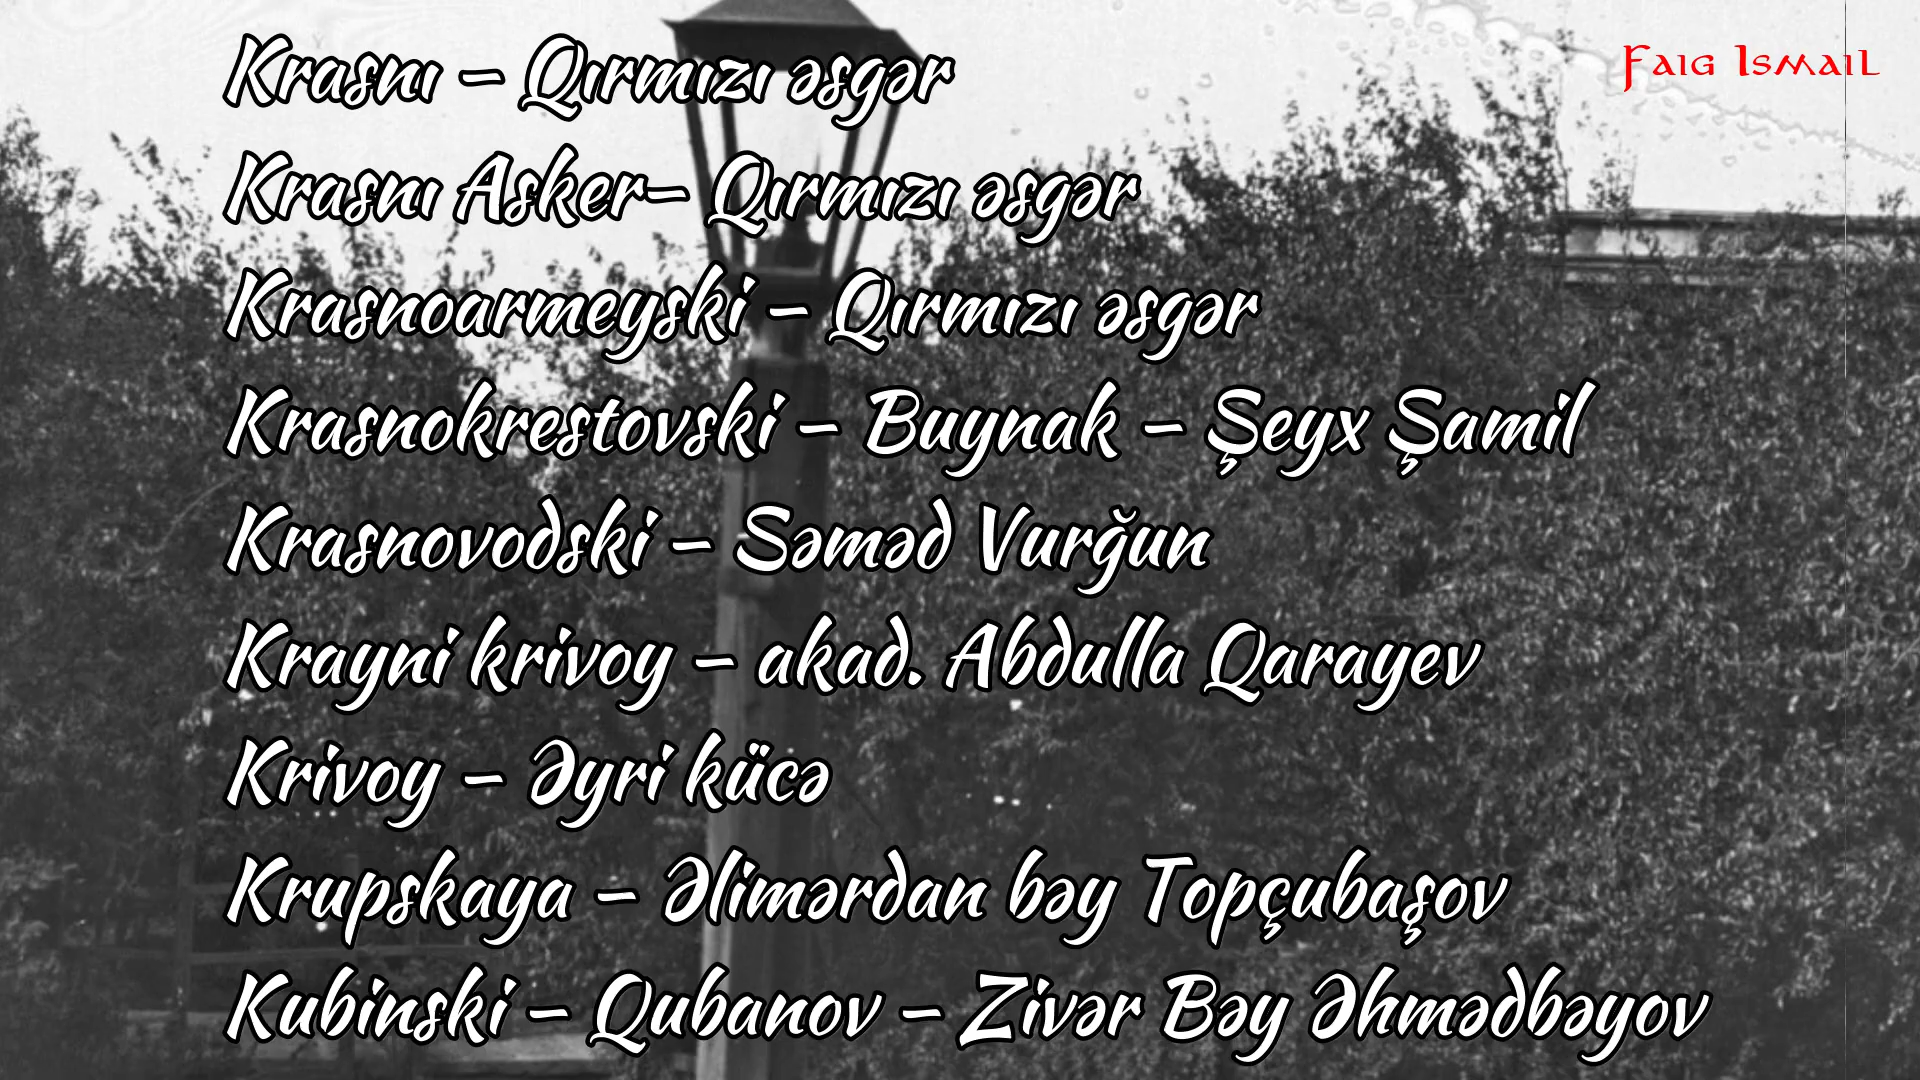 Faig Ismail
Krasnı – Qırmızı əsgər
Krasnı Asker– Qırmızı əsgər
Krasnoarmeyski – Qırmızı əsgər
Krasnokrestovski – Buynak – Şeyx Şamil
Krasnovodski – Səməd Vurğun
Krayni krivoy – akad. Abdulla Qarayev
Krivoy – Əyri kücə
Krupskaya – Əlimərdan bəy Topçubaşov
Kubinski – Qubanov – Zivər Bəy Əhmədbəyov